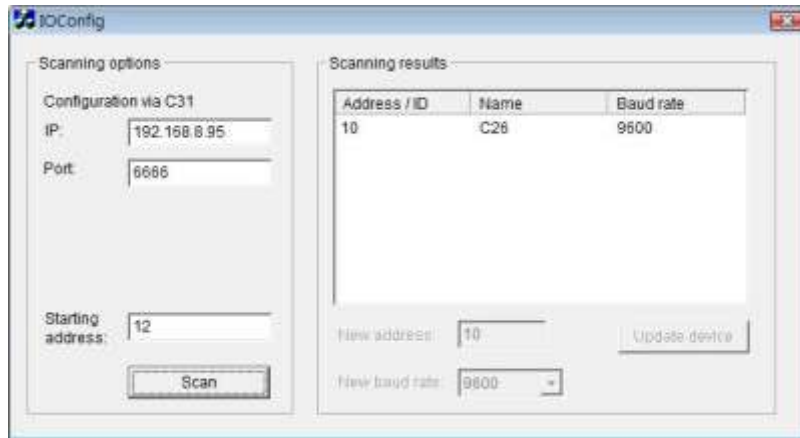 IOConfig
Scanning options
Configuration via C31
IP: 192.168.8.95
Port: 6666
Starting address: 12
Scan
Scanning results
Address / ID Name Baud rate
10 C26 9600
New address: 10
Update device
New baud rate: 9600